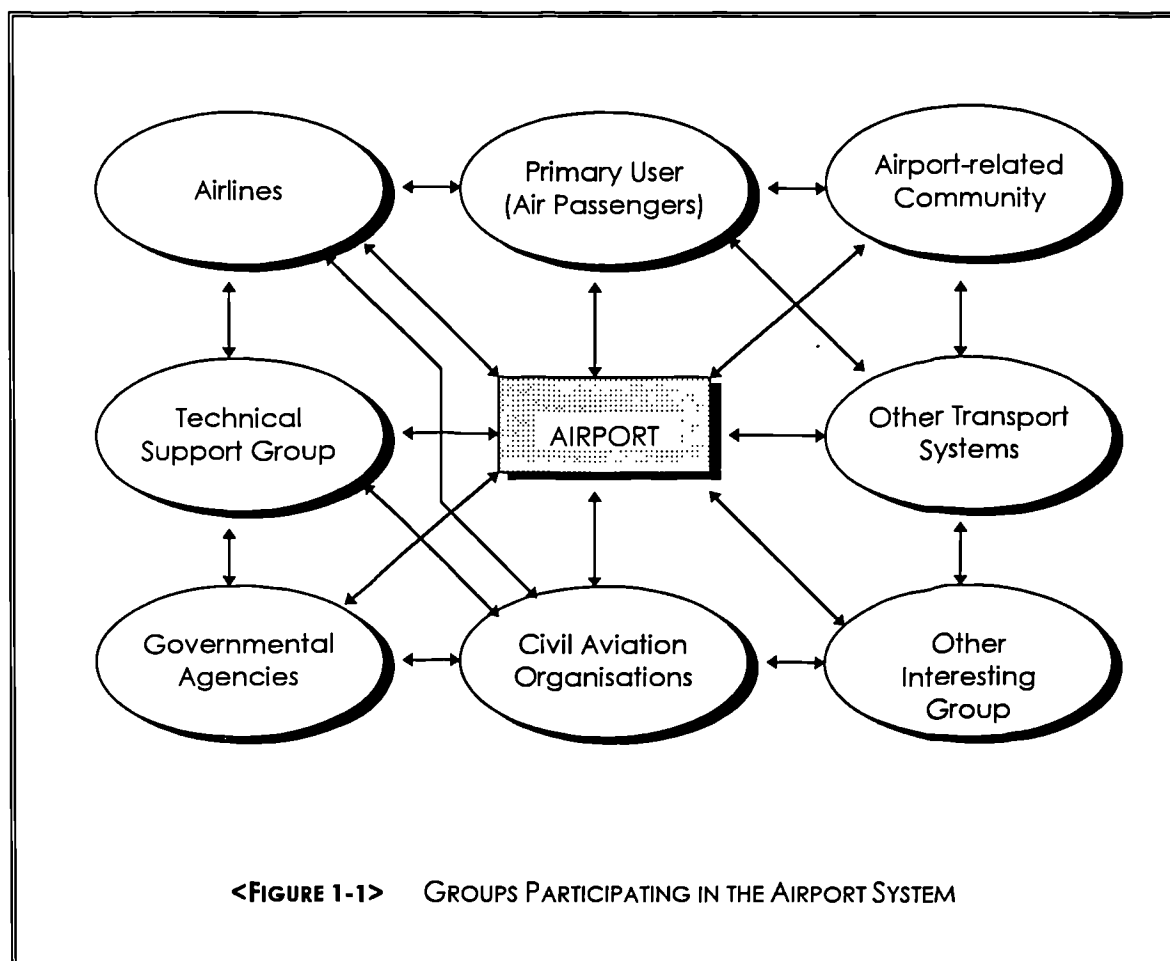 Airlines
Primary User
(Air Passengers)
Airport-related
Community
Technical
Support Group
AIRPORT
Other Transport
Systems
Governmental
Agencies
Civil Aviation
Organisations
Other
Interesting
Group
<FIGURE 1-1> GROUPS PARTICIPATING IN THE AIRPORT SYSTEM